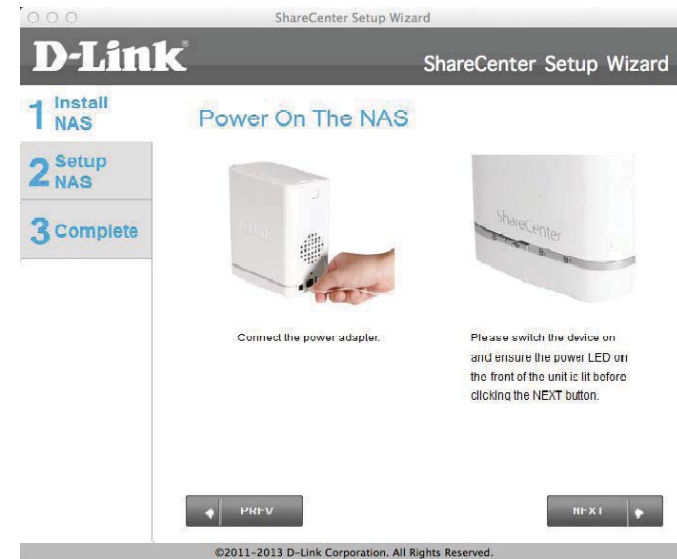 ShareCenter Setup Wizard
D-Link®
ShareCenter Setup Wizard
1 Install
NAS
2 Setup
NAS
3 Complete
Power On The NAS
D-Link
ShareCenter
Connect the power adapter.
Please switch the device on
and ensure the power LED on
the front of the unit is lit before
clicking the NEXT button.
PREV
NEXT
©2011-2013 D-Link Corporation. All Rights Reserved.